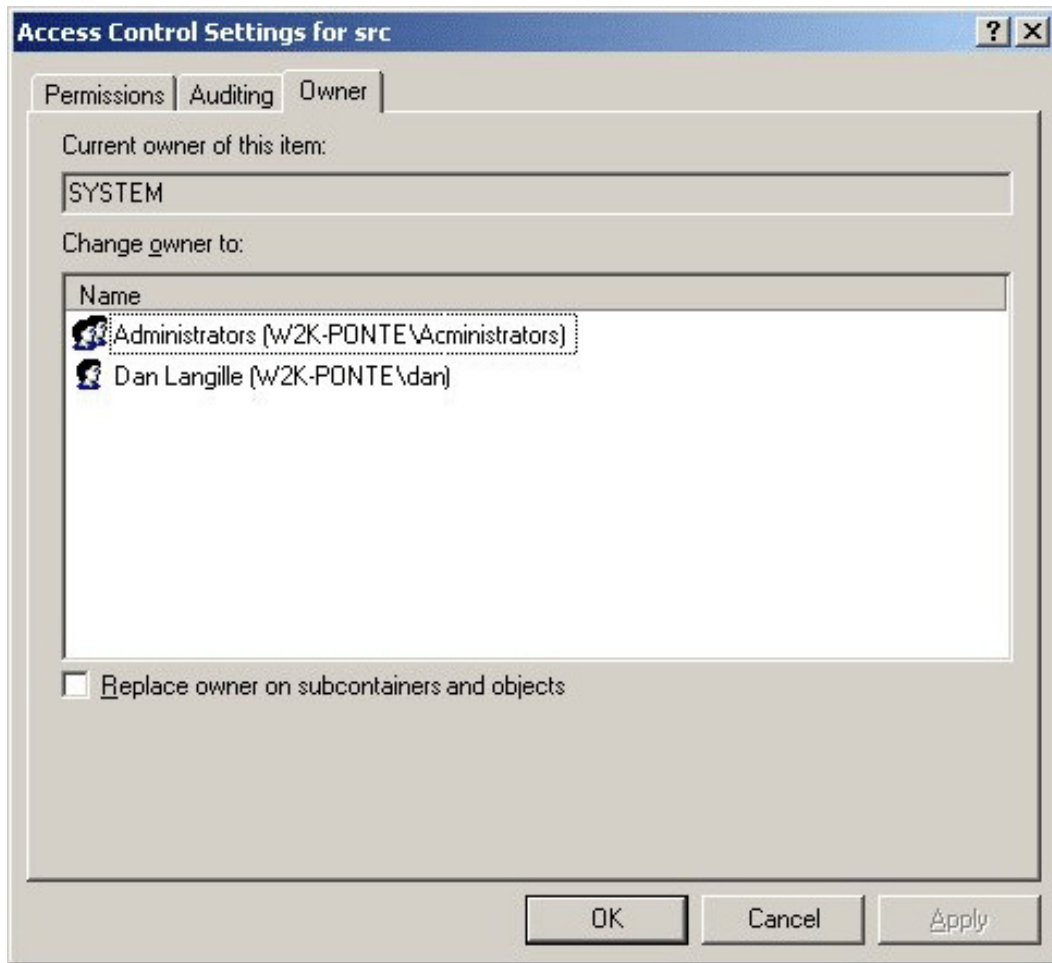 Access Control Settings for src
Permissions
Auditing
Owner
Current owner of this item:
SYSTEM
Change owner to:
Name
Administrators (W2K-PONTE\Acministrators)
Dan Langille (W2K-PONTE\dan)
Replace owner on subcontainers and objects
OK
Cancel
Apply